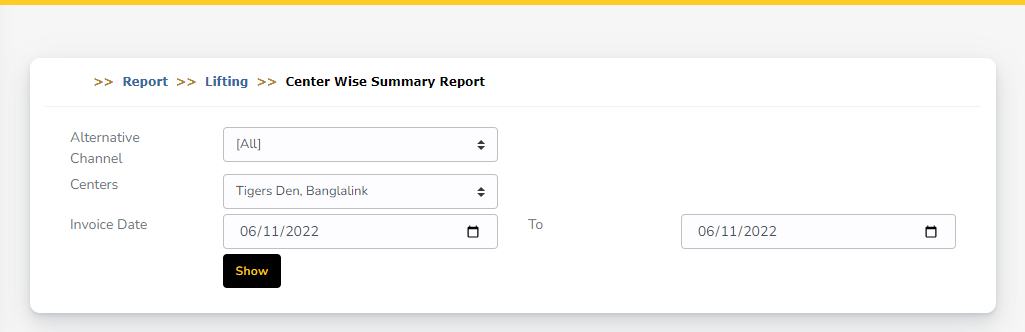 >> Report >> Lifting >> Center Wise Summary Report
Alternative
Channel
[All]
Centers
Tigers Den, Banglalink
Invoice Date
06/11/2022
To
06/11/2022
Show